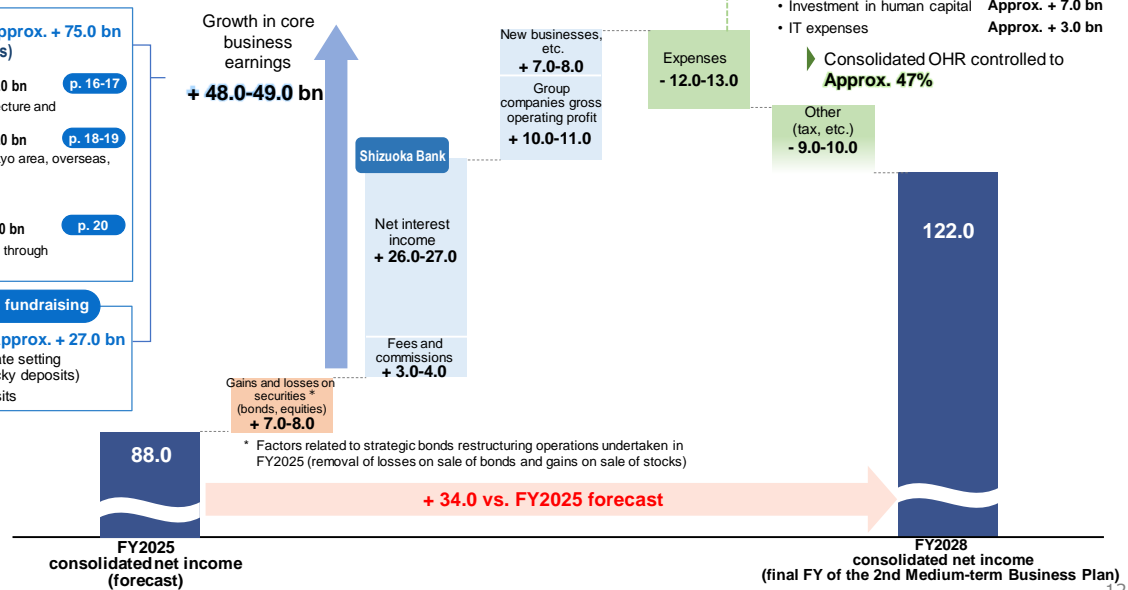 pprox. + 75.0 bn
s)
0 bn
p. 16-17
ecture and
0 bn
p. 18-19
yo area, overseas,
0 bn
p. 20
through
fundraising
pprox. + 27.0 bn
ate setting
cky deposits)
sits
Growth in core
business
earnings
+ 48.0-49.0 bn
Shizuoka Bank
Net interest
income
+ 26.0-27.0
Fees and
commissions
+ 3.0-4.0
Gains and losses on
securities *
(bonds, equities)
+ 7.0-8.0
New businesses,
etc.
+ 7.0-8.0
Group
companies gross
operating profit
+ 10.0-11.0
Expenses
- 12.0-13.0
• Investment in human capital Approx. + 7.0 bn
• IT expenses Approx. + 3.0 bn
Consolidated OHR controlled to
Approx. 47%
Other
(tax, etc.)
- 9.0-10.0
88.0
122.0
* Factors related to strategic bonds restructuring operations undertaken in
FY2025 (removal of losses on sale of bonds and gains on sale of stocks)
+ 34.0 vs. FY2025 forecast
FY2025
consolidated net income
(forecast)
FY2028
consolidated net income
(final FY of the 2nd Medium-term Business Plan)